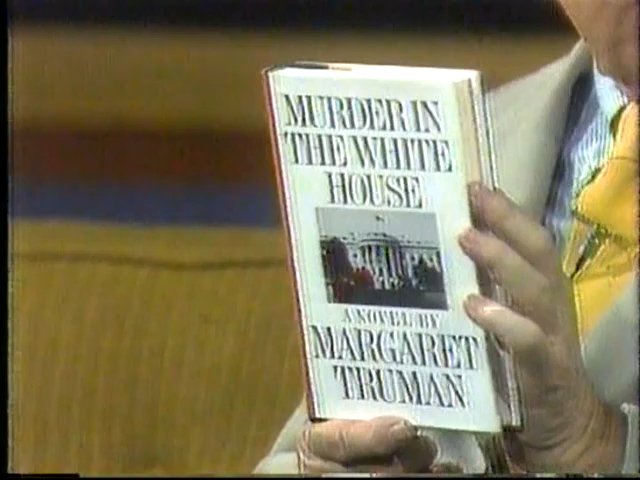 MURDER IN
THE WHITE
HOUSE
A NOVEL BY
MARGARET
TRUMAN